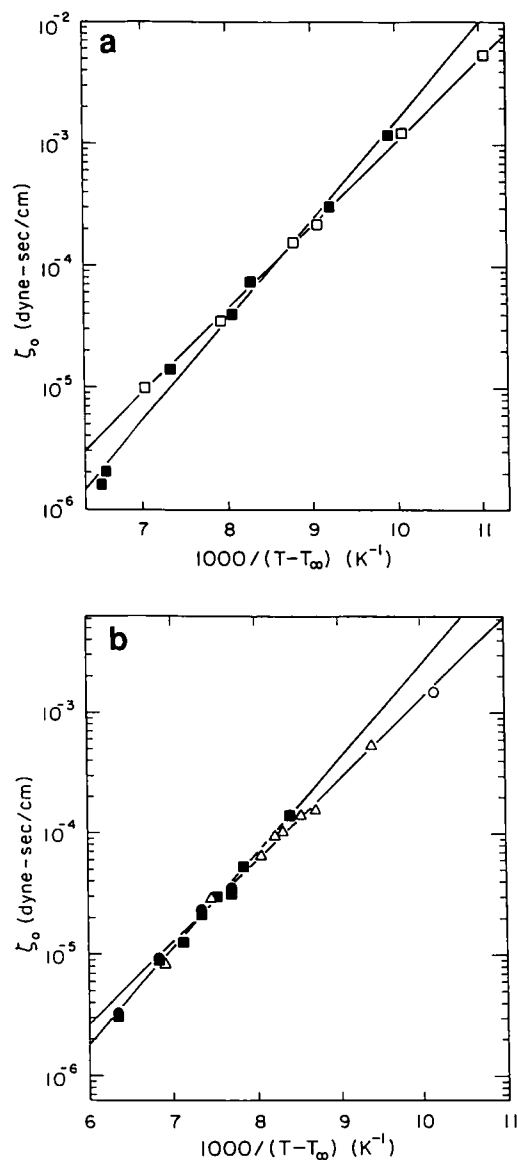 a
10⁻²
10⁻³
10⁻⁴
10⁻⁵
10⁻⁶
ζ₀ (dyne-sec/cm)
7 8 9 10 11
1000/(T-T∞) (K⁻¹)
b
10⁻³
10⁻⁴
10⁻⁵
10⁻⁶
ζ₀ (dyne-sec/cm)
6 7 8 9 10 11
1000/(T-T∞) (K⁻¹)